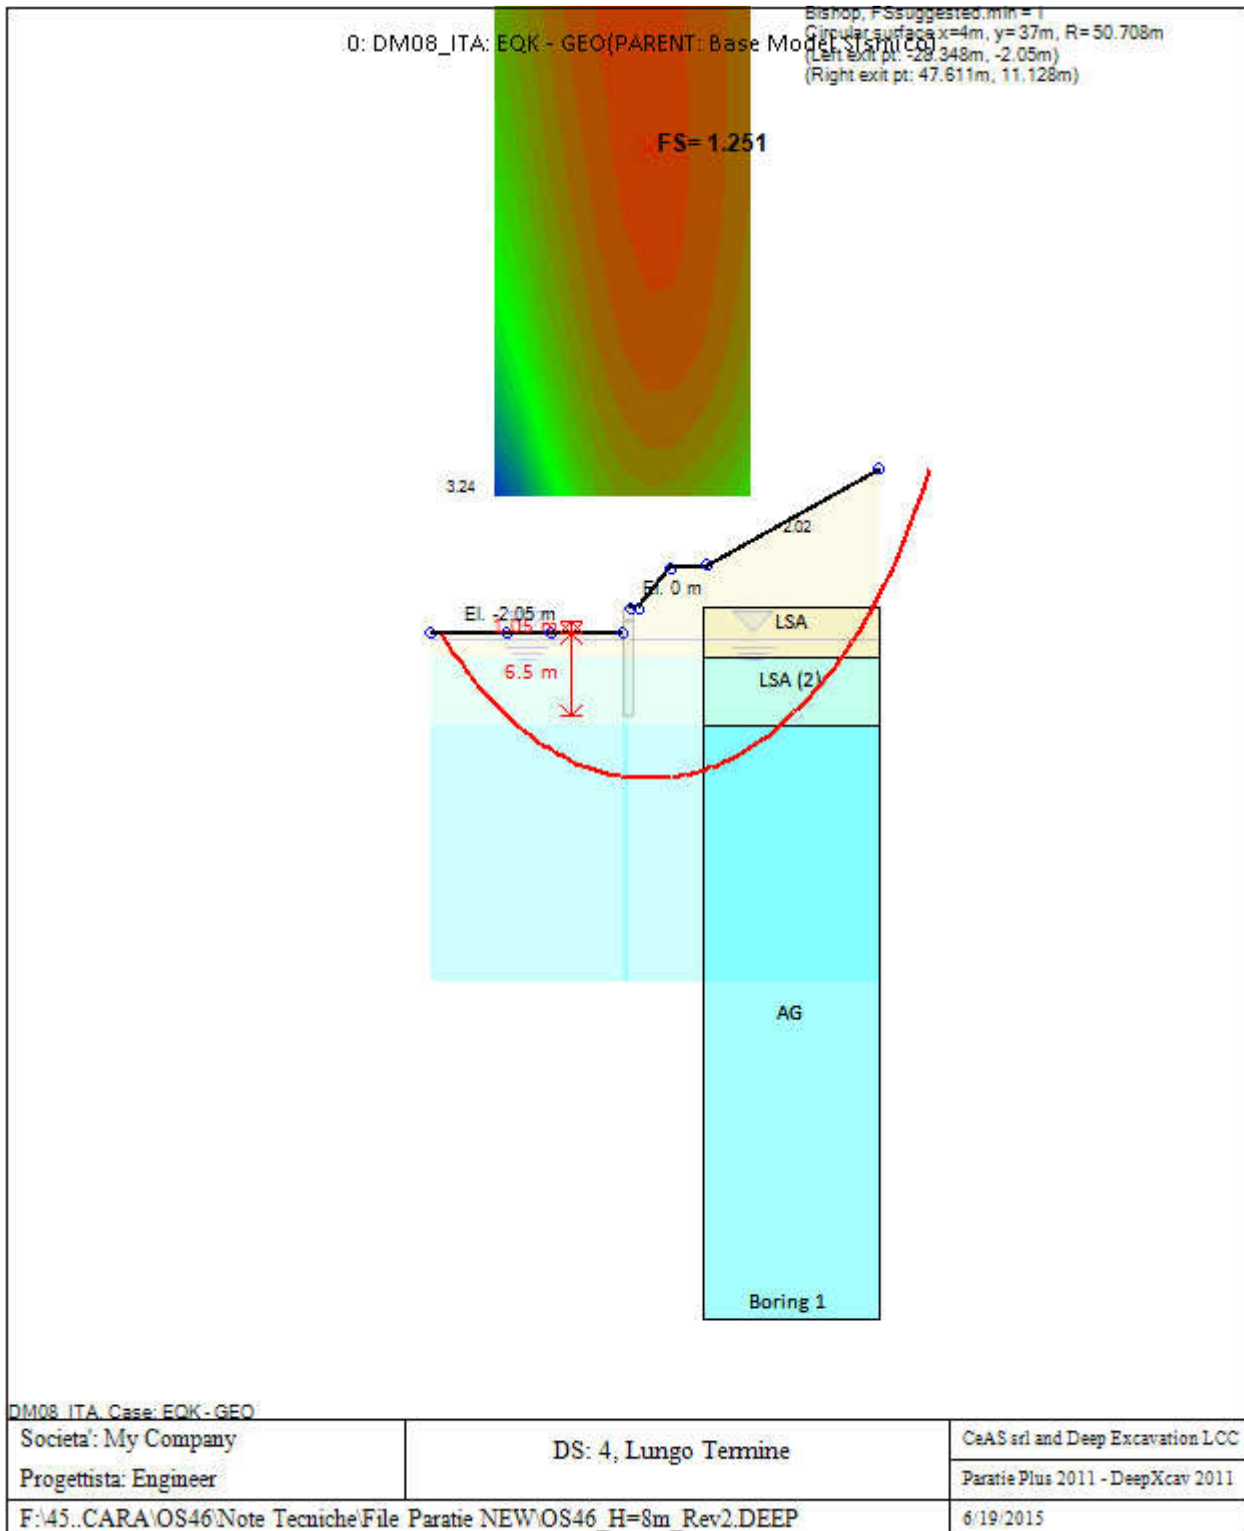 Bishop, FSsuggested.min = 1
0: DM08_ITA: EQK - GEO(PARENT: Base Model Sismico)
Circular surface x=4m, y= 37m, R= 50.708m
(Left exit pt: -28.348m, -2.05m)
(Right exit pt: 47.611m, 11.128m)
FS= 1.251
3.24
2.02
El. 0 m
El. -2.05 m
1.05 m
6.5 m
LSA
LSA (2)
AG
Boring 1
DM08_ITA. Case: EQK - GEO
Societa': My Company
Progettista: Engineer
DS: 4, Lungo Termine
CeAS srl and Deep Excavation LCC
Paratie Plus 2011 - DeepXcav 2011
F:\45..CARA\OS46\Note Tecniche\File Paratie NEW\OS46_H=8m_Rev2.DEEP
6/19/2015